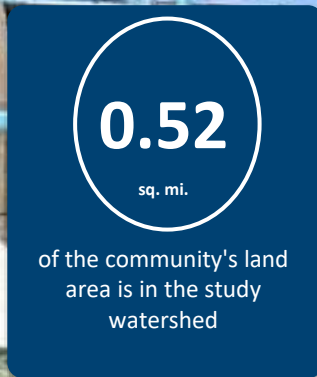 0.52
sq. mi.
of the community's land
area is in the study
watershed